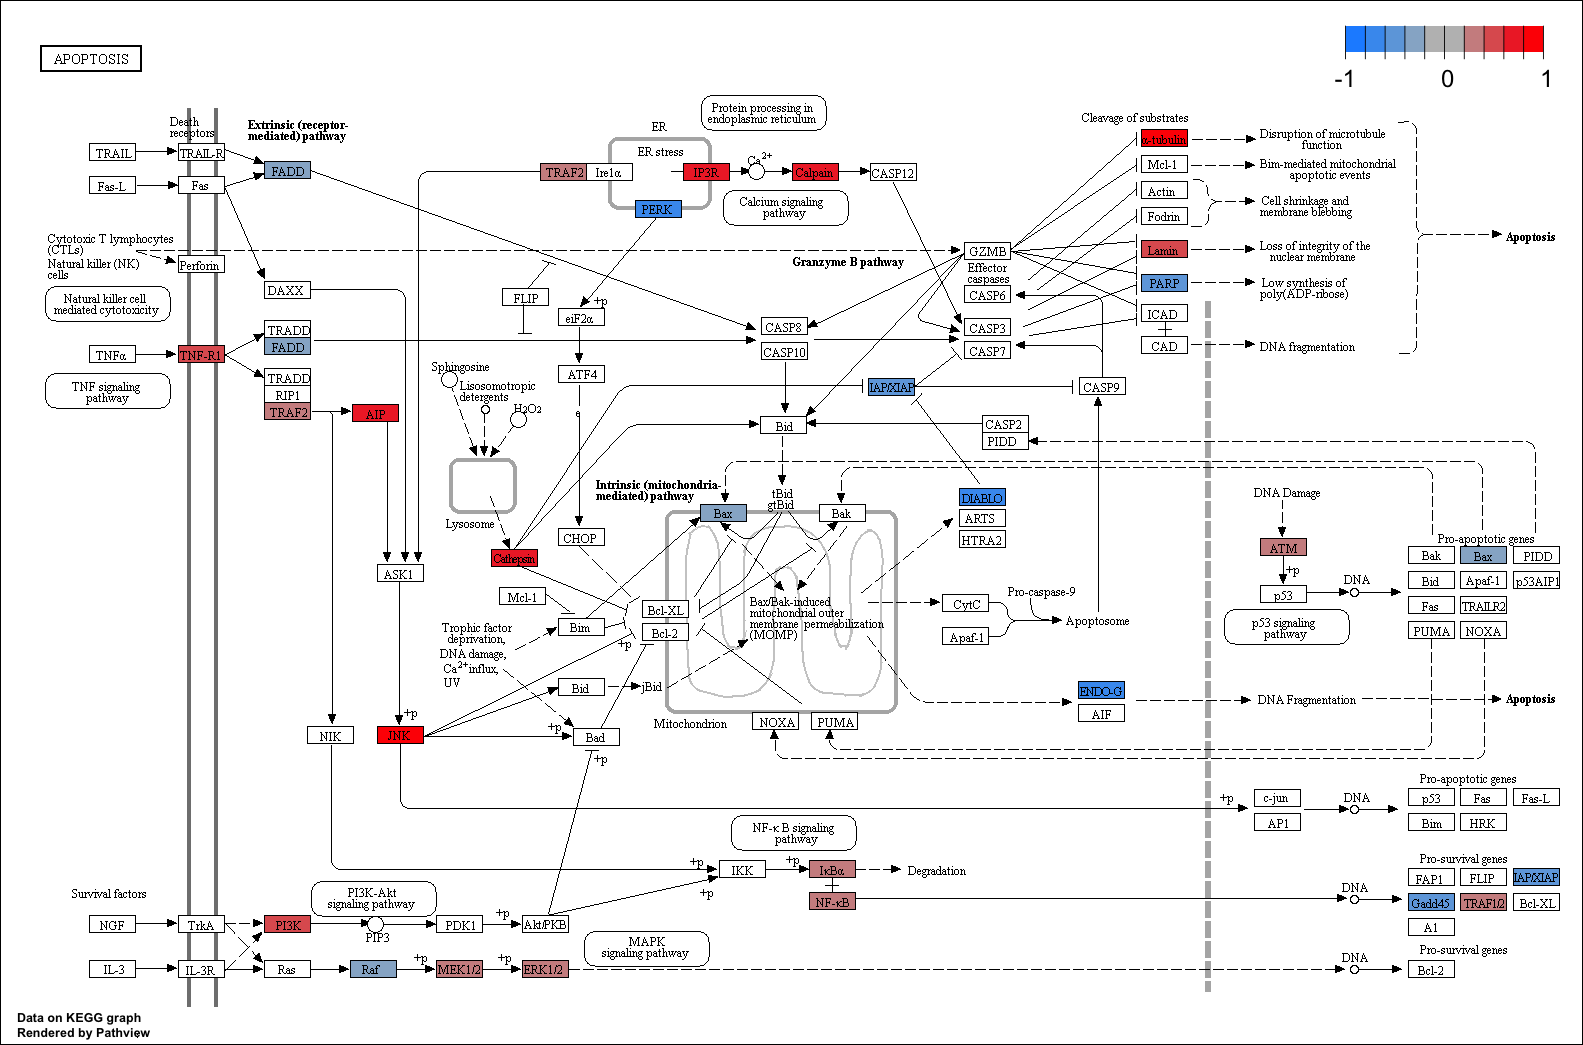 APOPTOSIS
-1
0
1
Death
receptors
Extrinsic (receptor-
mediated) pathway
TRAIL
TRAIL-R
FADD
Fas-L
Fas
Cytotoxic T lymphocytes
(CTLs)
Natural killer (NK)
cells
Perforin
Natural killer cell
mediated cytotoxicity
DAXX
TNFα
TNF-R1
TNF signaling
pathway
TRADD
FADD
TRADD
RIP1
TRAF2
AIP
ASK1
ER
ER stress
TRAF2
Ire1α
IP3R
PERK
Protein processing in
endoplasmic reticulum
Ca2+
Calpain
CASP12
Calcium signaling
pathway
Granzyme B pathway
GZMB
Effector
caspases
CASP6
CASP3
CASP7
CASP8
CASP10
FLIP
+p
eIF2α
ATF4
e
CHOP
Sphingosine
Lisosomotropic
detergents
H2O2
Lysosome
Cathepsin
IAP/XIAP
CASP9
Bid
CASP2
PIDD
tBid
gtBid
Intrinsic (mitochondria-
mediated) pathway
Bax
Bak
DIABLO
ARTS
HTRA2
Mcl-1
Bim
Bcl-XL
Bcl-2
+p
Bax/Bak-induced
mitochondrial outer
membrane permeabilization
(MOMP)
CytC
Apaf-1
Pro-caspase-9
Apoptosome
Trophic factor
deprivation,
DNA damage,
Ca2+ influx,
UV
Bid
jBid
Mitochondrion
NOXA
PUMA
ENDO-G
AIF
NIK
+p
JNK
+p
Bad
+p
Cleavage of substrates
α-tubulin
Disruption of microtubule
function
Mcl-1
Bim-mediated mitochondrial
apoptotic events
Actin
Fodrin
Cell shrinkage and
membrane blebbing
Lamin
Loss of integrity of the
nuclear membrane
PARP
Low synthesis of
poly(ADP-ribose)
ICAD
CAD
DNA fragmentation
Apoptosis
DNA Damage
ATM
+p
p53
DNA
p53 signaling
pathway
Pro-apoptotic genes
Bak
Bax
PIDD
Bid
Apaf-1
p53AIP1
Fas
TRAILR2
PUMA
NOXA
DNA Fragmentation
Apoptosis
Pro-apoptotic genes
+p
c-jun
AP1
DNA
p53
Fas
Fas-L
Bim
HRK
NF-κB signaling
pathway
+p
IKK
+p
+p
IκBα
Degradation
NF-κB
DNA
Pro-survival genes
FAP1
FLIP
IAP/XIAP
Gadd45
TRAF1/2
Bcl-XL
A1
Survival factors
NGF
TrkA
PI3K
PI3K-Akt
signaling pathway
PIP3
PDK1
+p
Akt/PKB
IL-3
IL-3R
Ras
Raf
+p
MEK1/2
+p
ERK1/2
MAPK
signaling pathway
DNA
Pro-survival genes
Bcl-2
Data on KEGG graph
Rendered by Pathview